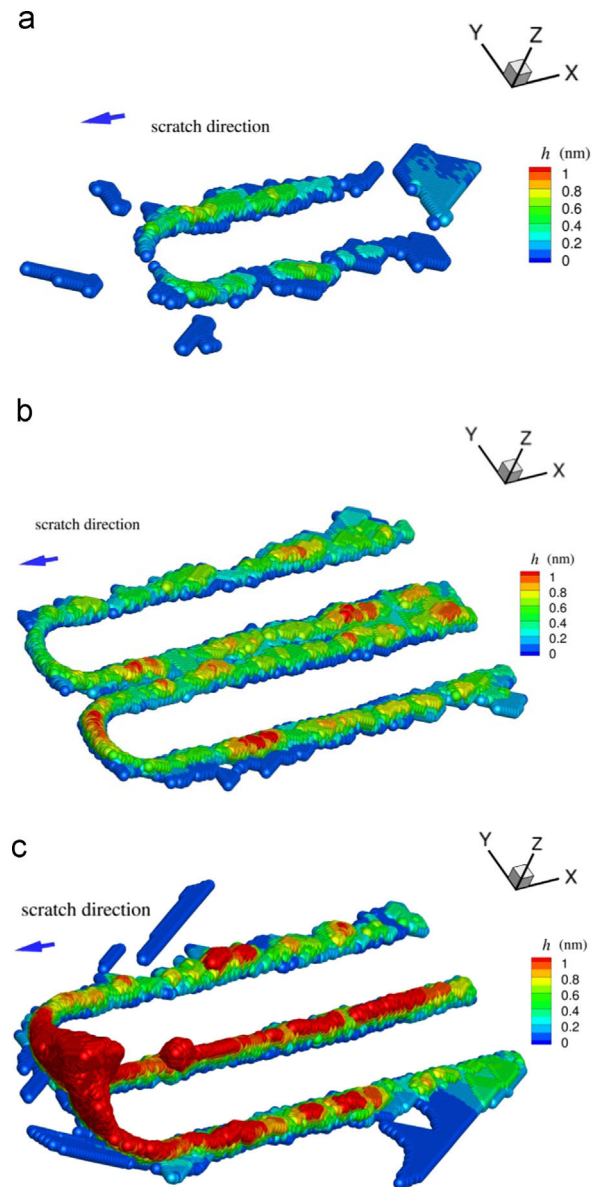 a
Y
Z
X
scratch direction
h (nm)
1
0.8
0.6
0.4
0.2
0
b
Y
Z
X
scratch direction
h (nm)
1
0.8
0.6
0.4
0.2
0
c
Y
Z
X
scratch direction
h (nm)
1
0.8
0.6
0.4
0.2
0